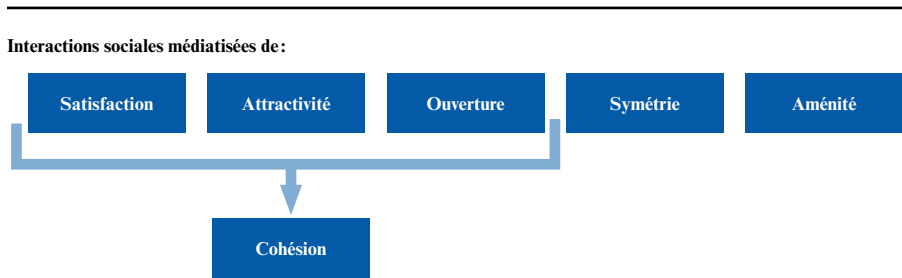 Interactions sociales médiatisées de :
Satisfaction
Attractivité
Ouverture
Symétrie
Aménité
Cohésion